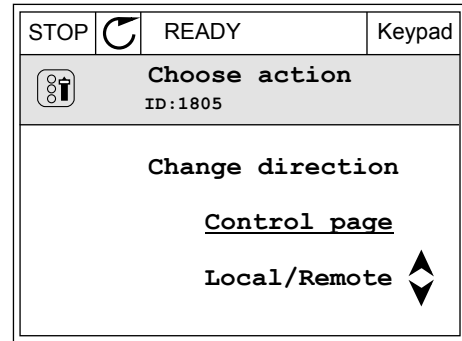 STOP READY Keypad
Choose action
ID:1805
Change direction
Control page
Local/Remote